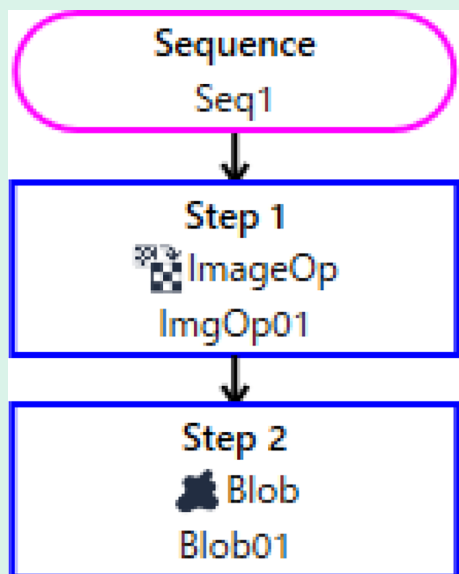 Sequence
Seq1
Step 1
ImageOp
ImgOp01
Step 2
Blob
Blob01